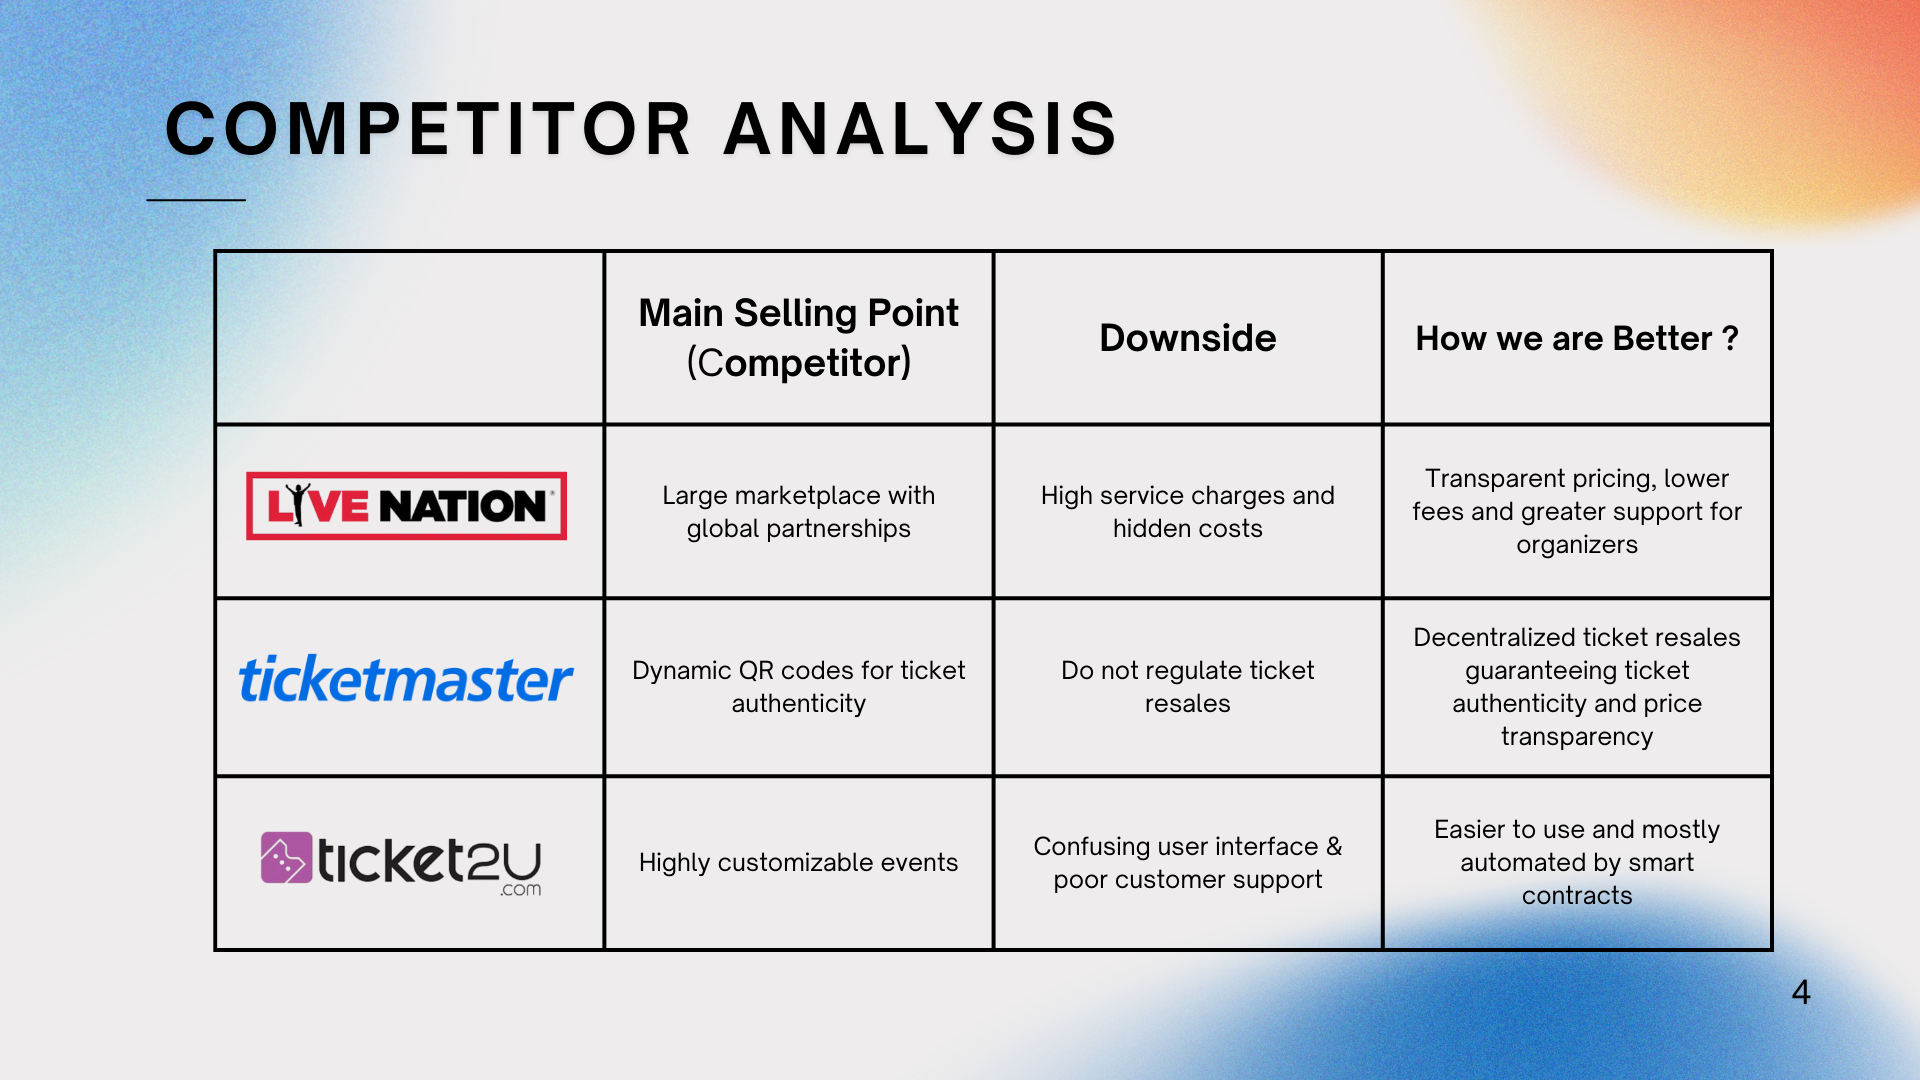 COMPETITOR ANALYSIS
Main Selling Point
(Competitor)
Downside
How we are Better ?
LIVE NATION®
Large marketplace with
global partnerships
High service charges and
hidden costs
Transparent pricing, lower
fees and greater support for
organizers
ticketmaster
Dynamic QR codes for ticket
authenticity
Do not regulate ticket
resales
Decentralized ticket resales
guaranteeing ticket
authenticity and price
transparency
ticket2U
.com
Highly customizable events
Confusing user interface &
poor customer support
Easier to use and mostly
automated by smart
contracts
4